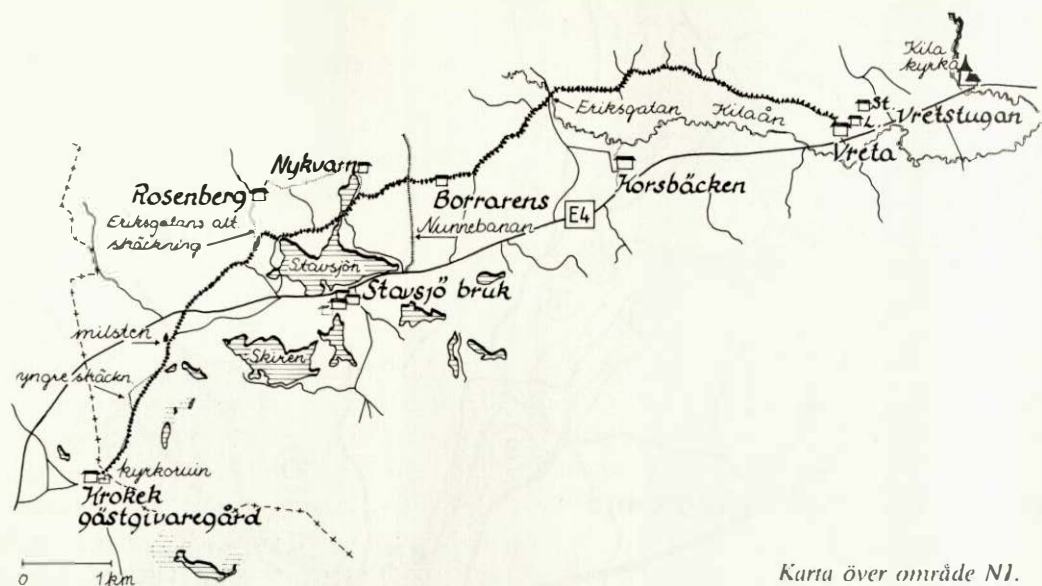 Kila
kyrka
St.
L.
Vretstugan
Eriksgatan
Kilaån
Vreta
Nykvarn
Rosenberg
Borrarens
Korsbäcken
Eriksgatans alt.
sträckning
Nunnebanan
E4
Stavsjön
Stavsjö bruk
milsten
Skiren
yngre sträckn.
kyrkoruin
Krokek
gästgivaregård
0 1 km
Karta över område N1.